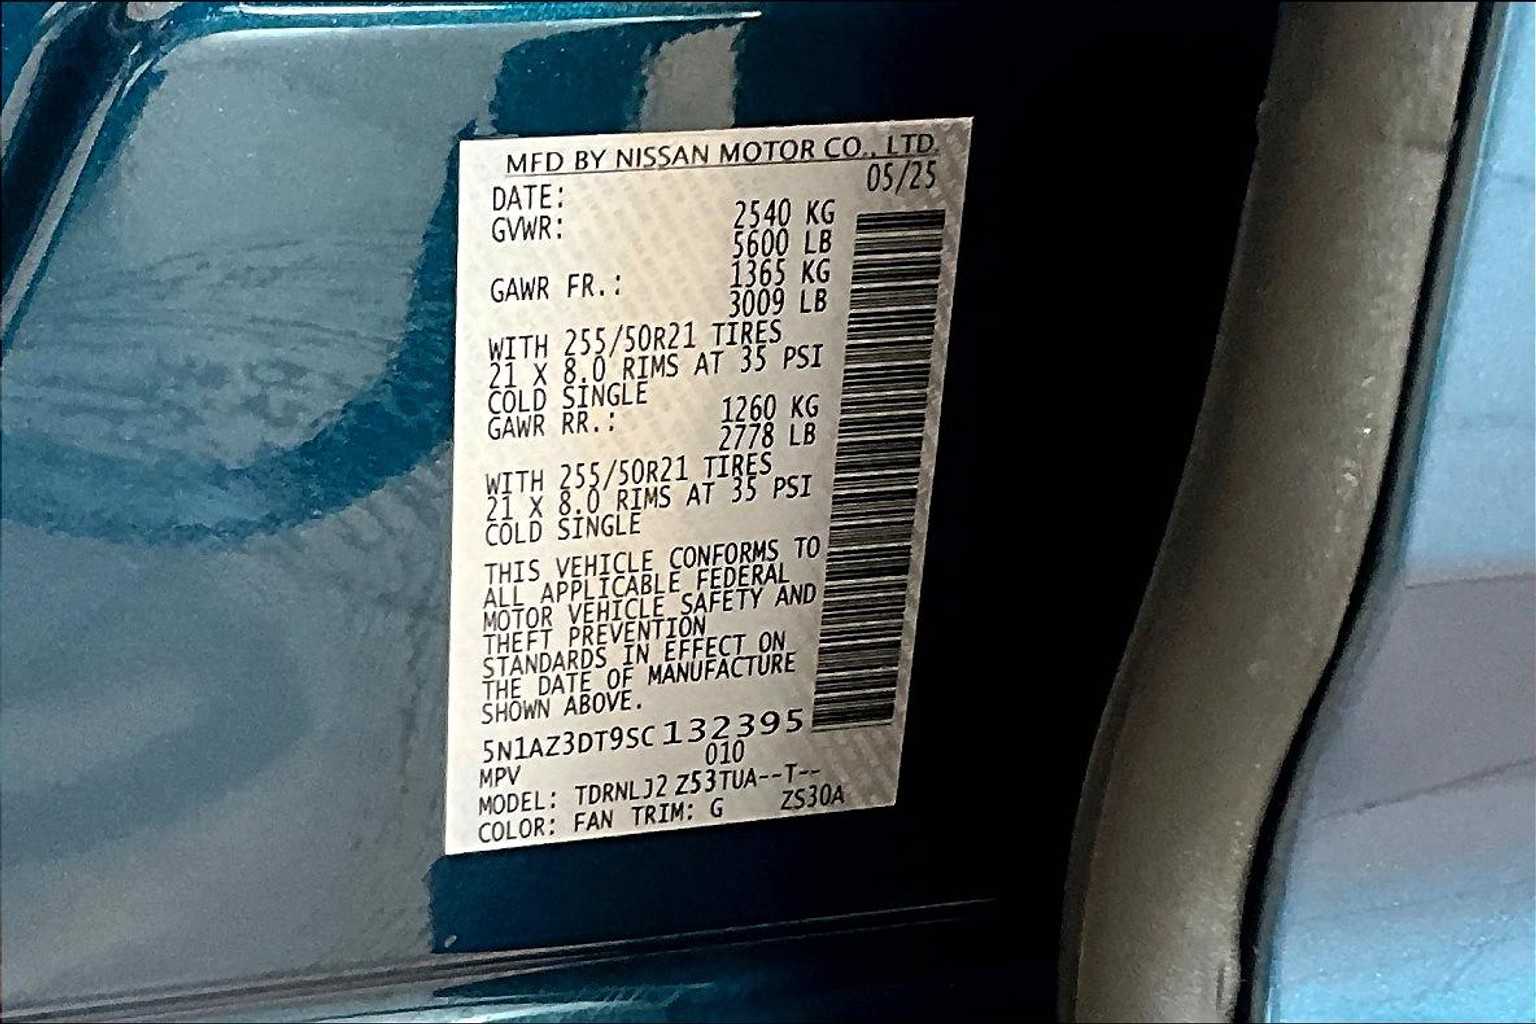 MFD BY NISSAN MOTOR CO., LTD.
DATE: 05/25
GVWR: 2540 KG
5600 LB
GAWR FR.: 1365 KG
3009 LB
WITH 255/50R21 TIRES
21 X 8.0 RIMS AT 35 PSI
COLD SINGLE
GAWR RR.: 1260 KG
2778 LB
WITH 255/50R21 TIRES
21 X 8.0 RIMS AT 35 PSI
COLD SINGLE
THIS VEHICLE CONFORMS TO
ALL APPLICABLE FEDERAL
MOTOR VEHICLE SAFETY AND
THEFT PREVENTION
STANDARDS IN EFFECT ON
THE DATE OF MANUFACTURE
SHOWN ABOVE.
5N1AZ3DT9SC132395
MPV 010
MODEL: TDRNLJ2 Z53TUA--T--
COLOR: FAN TRIM: G ZS30A